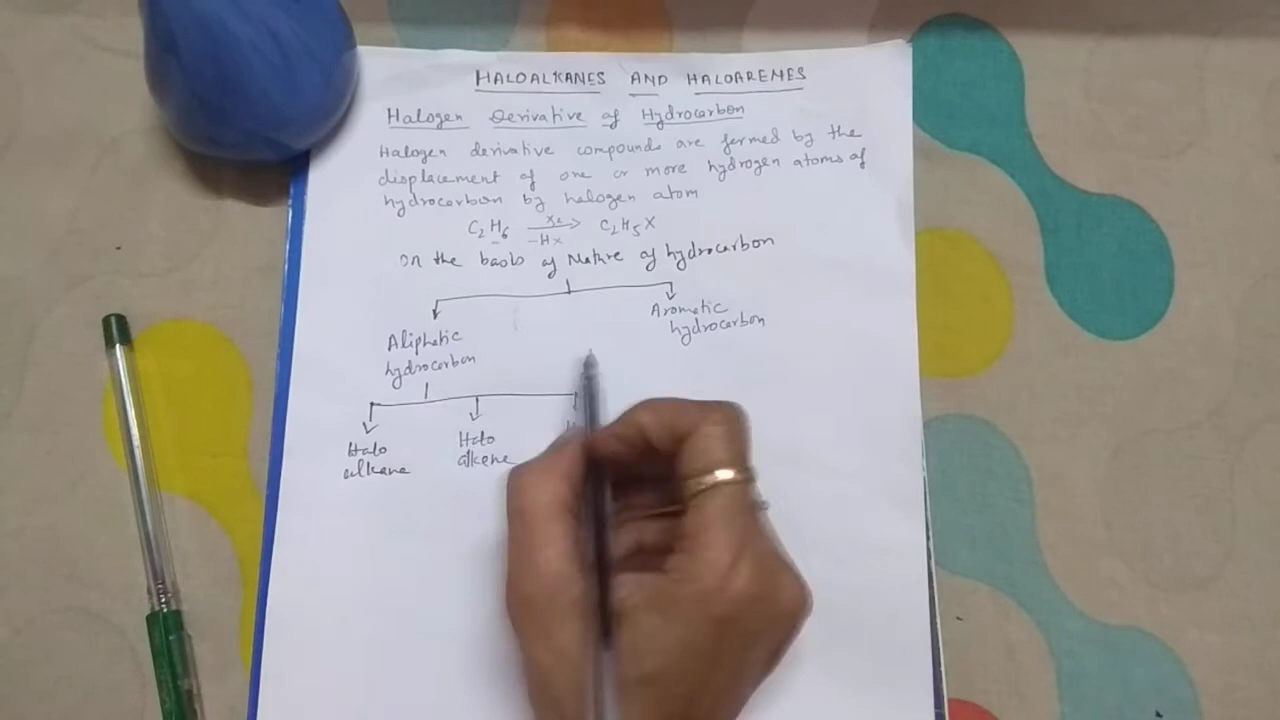 HALOALKANES AND HALOARENES
Halogen Derivative of Hydrocarbon
Halogen derivative compounds are formed by the
displacement of one or more hydrogen atoms of
hydrocarbon by halogen atom
C₂H₆ X₂ → -HX C₂H₅X
on the basis of Nature of hydrocarbon
Aliphatic
hydrocarbon
Aromatic
hydrocarbon
Halo
alkane
Halo
alkene